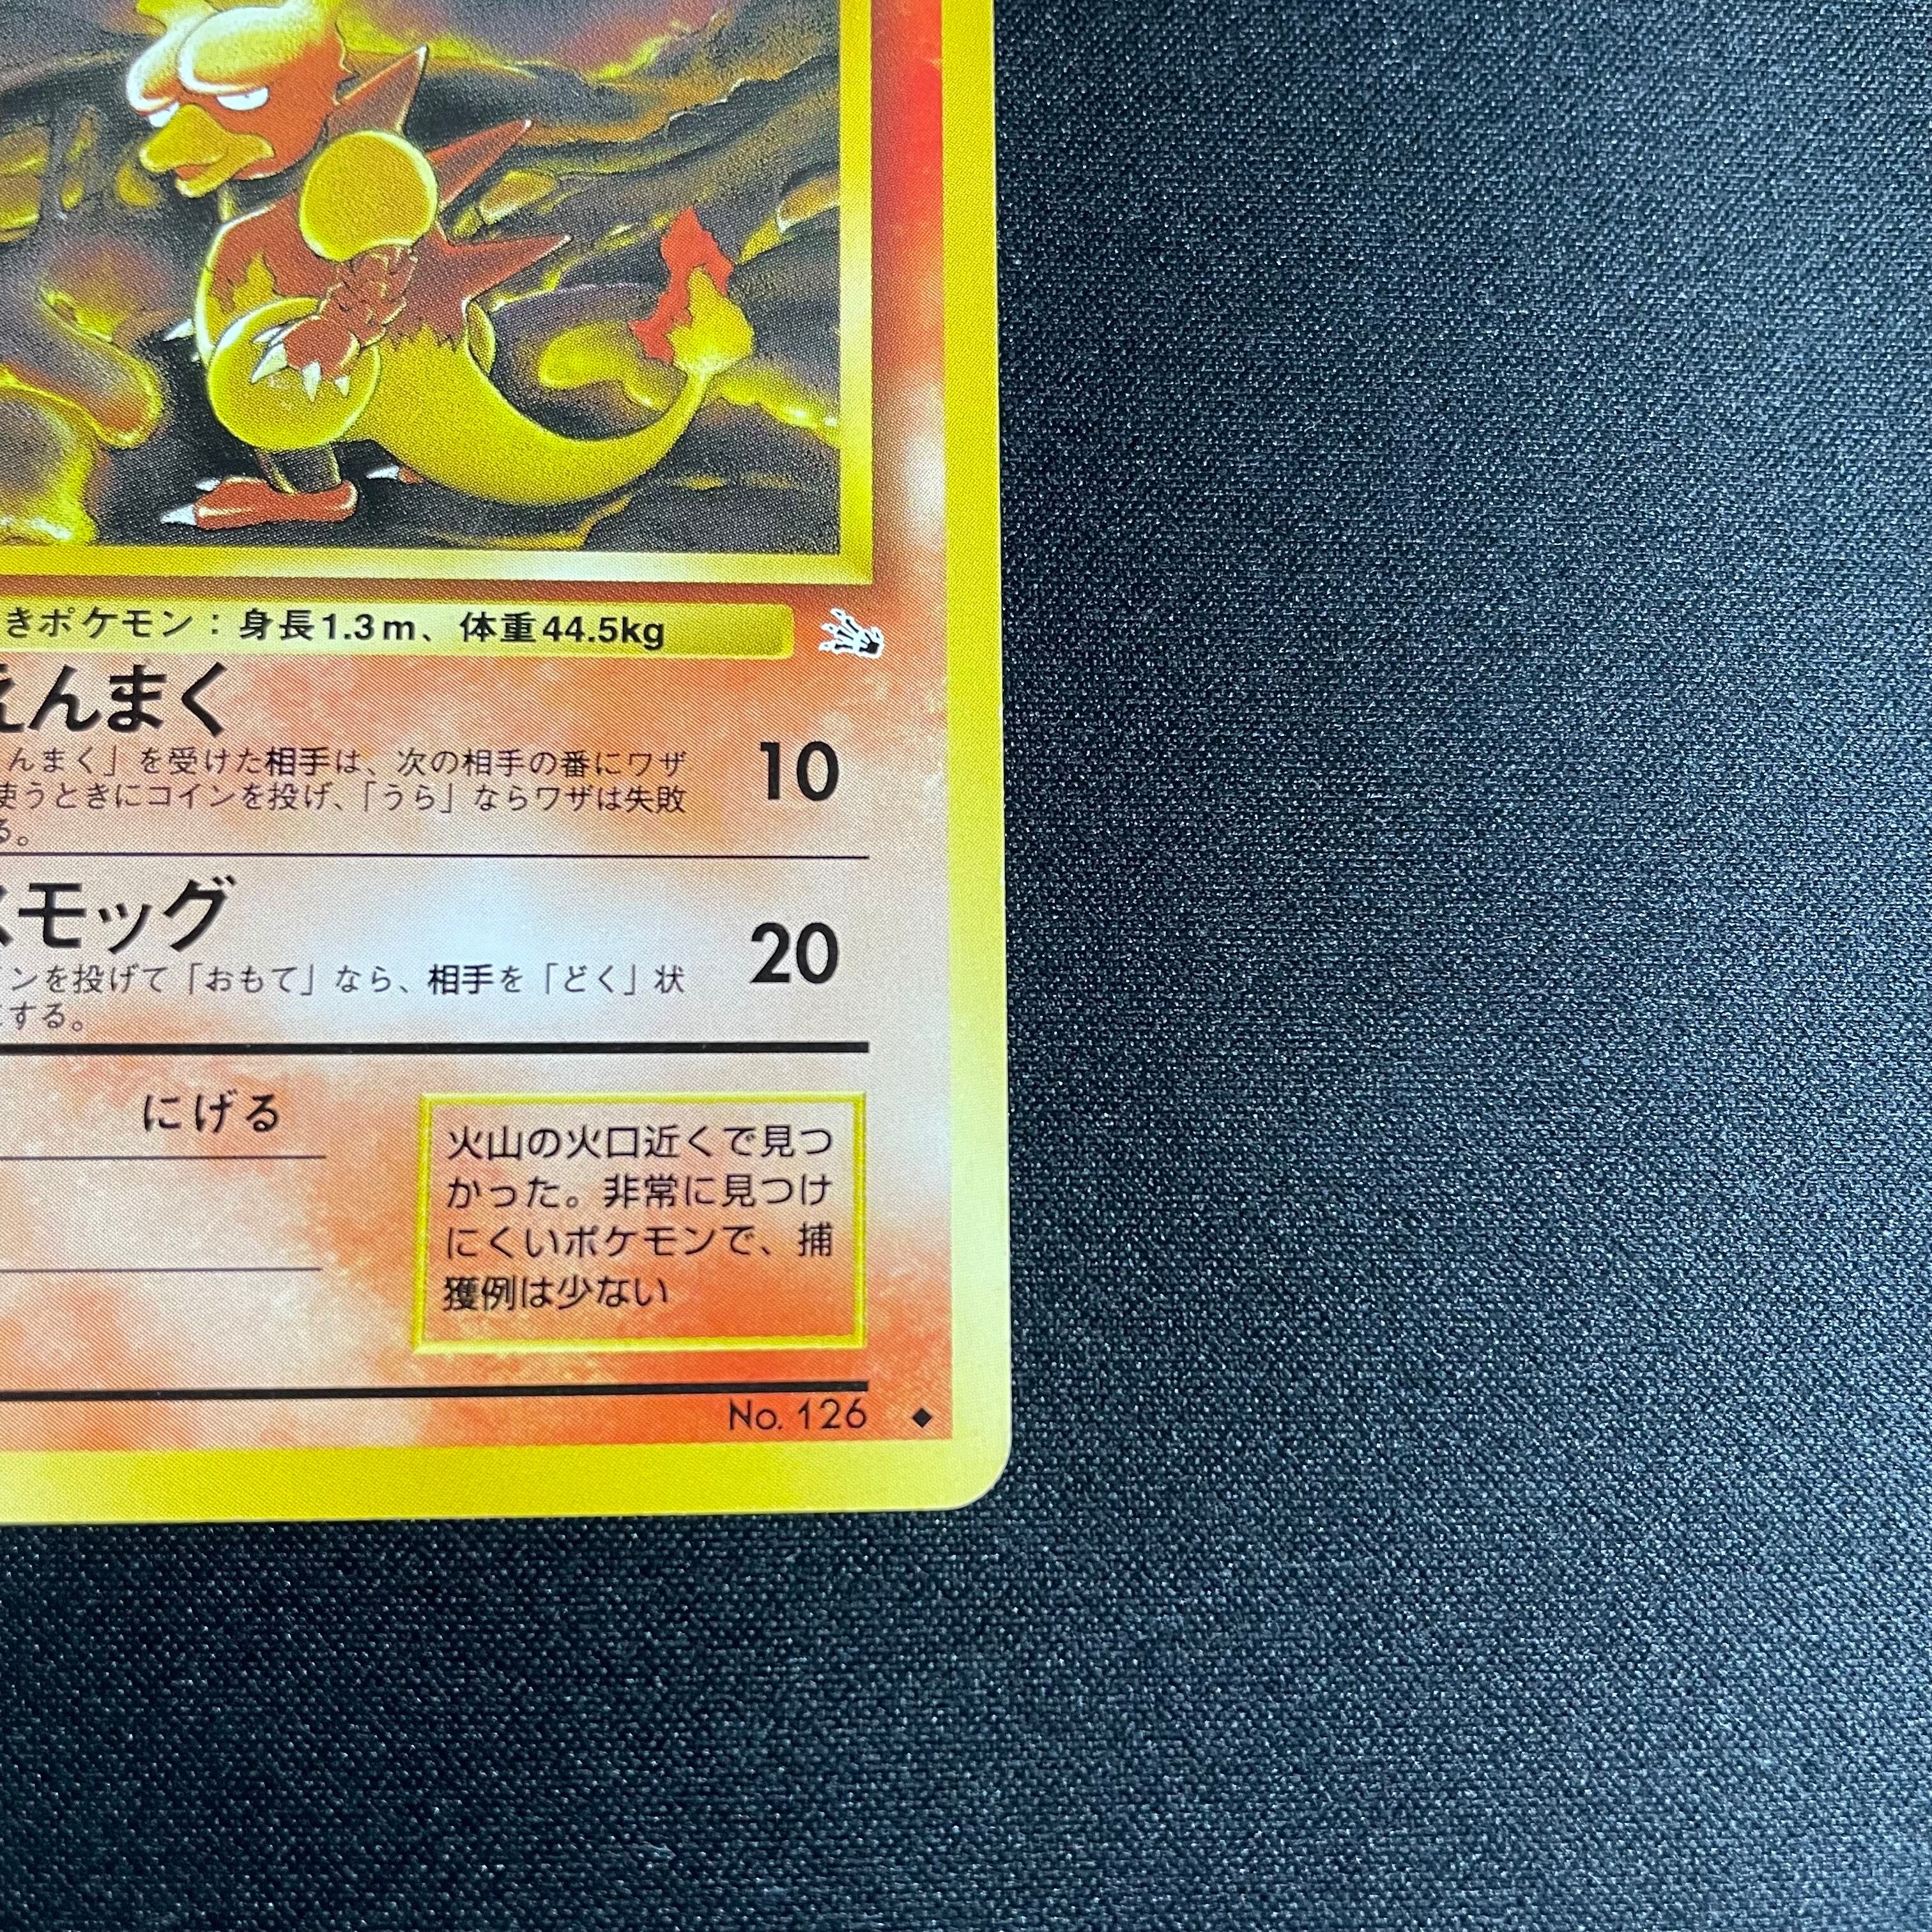 きポケモン：身長1.3m、体重44.5kg
えんまく
んまく」を受けた相手は、次の相手の番にワザ
使うときにコインを投げ、「うら」ならワザは失敗
る。
10
スモッグ
インを投げて「おもて」なら、相手を「どく」状
にする。
20
にげる
火山の火口近くで見つ
かった。非常に見つけ
にくいポケモンで、捕
獲例は少ない
No. 126 ◆